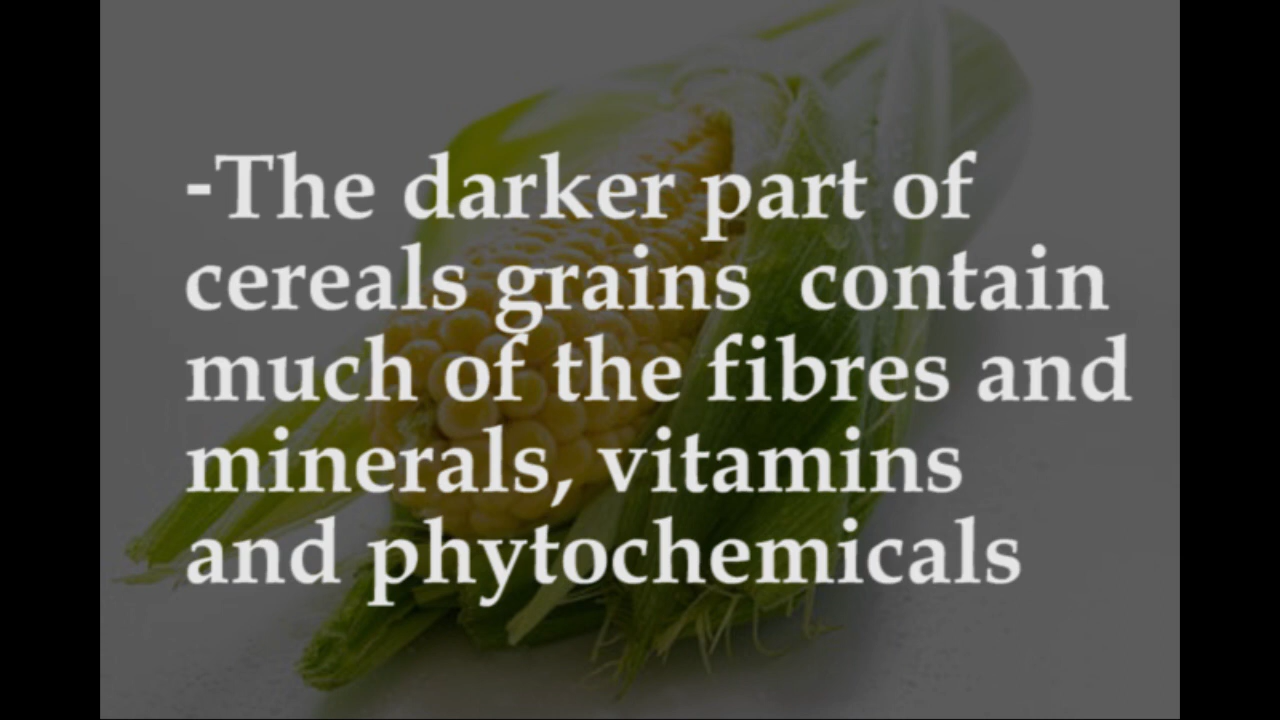 -The darker part of
cereals grains  contain
much of the fibres and
minerals, vitamins
and phytochemicals